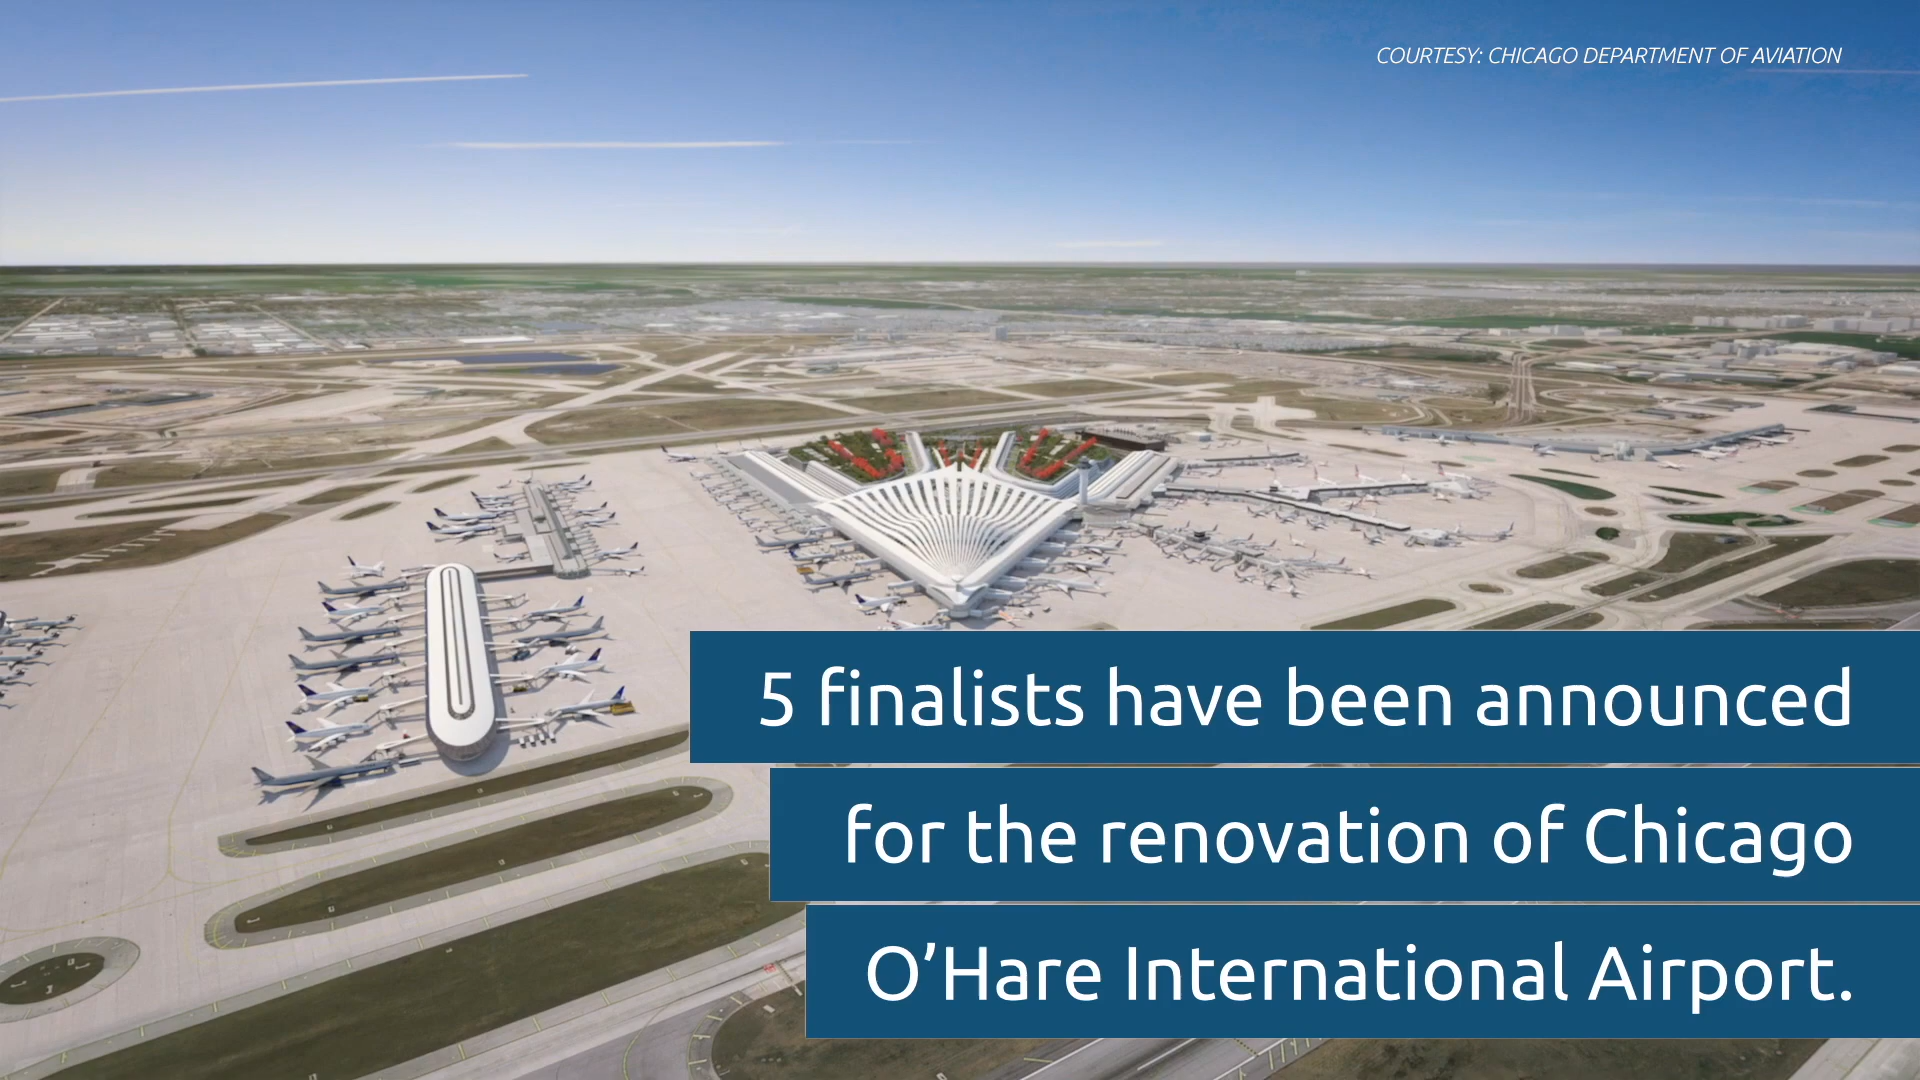 COURTESY: CHICAGO DEPARTMENT OF AVIATION
5 finalists have been announced
for the renovation of Chicago
O’Hare International Airport.